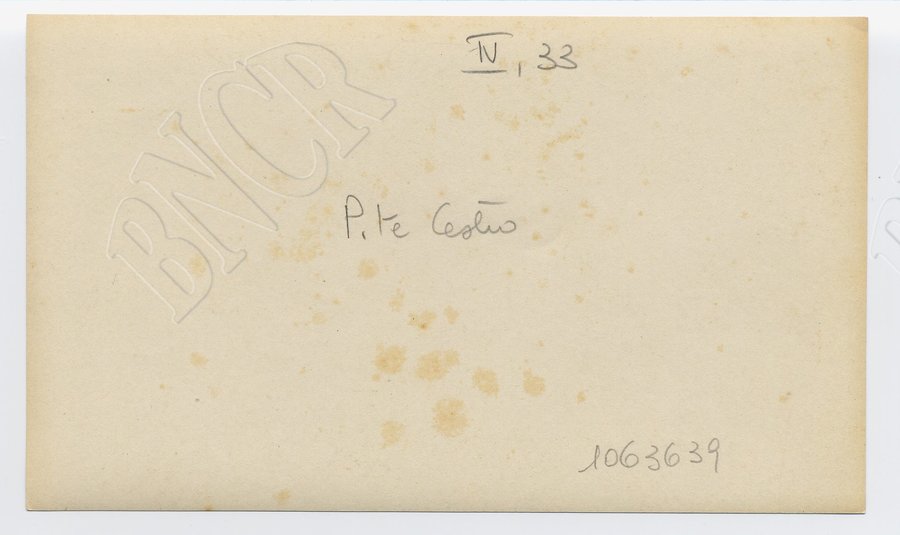 IV, 33
BNCR
P.te Cestio
1063639